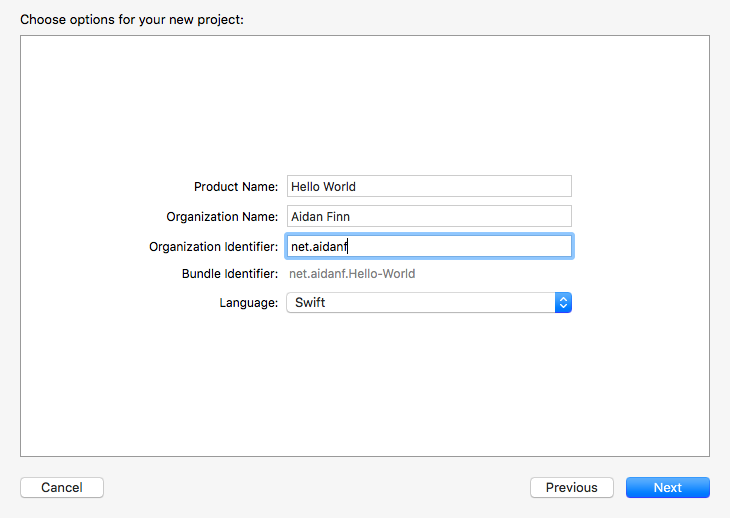 Choose options for your new project:
Product Name: Hello World
Organization Name: Aidan Finn
Organization Identifier: net.aidanf
Bundle Identifier: net.aidanf.Hello-World
Language: Swift
Cancel Previous Next